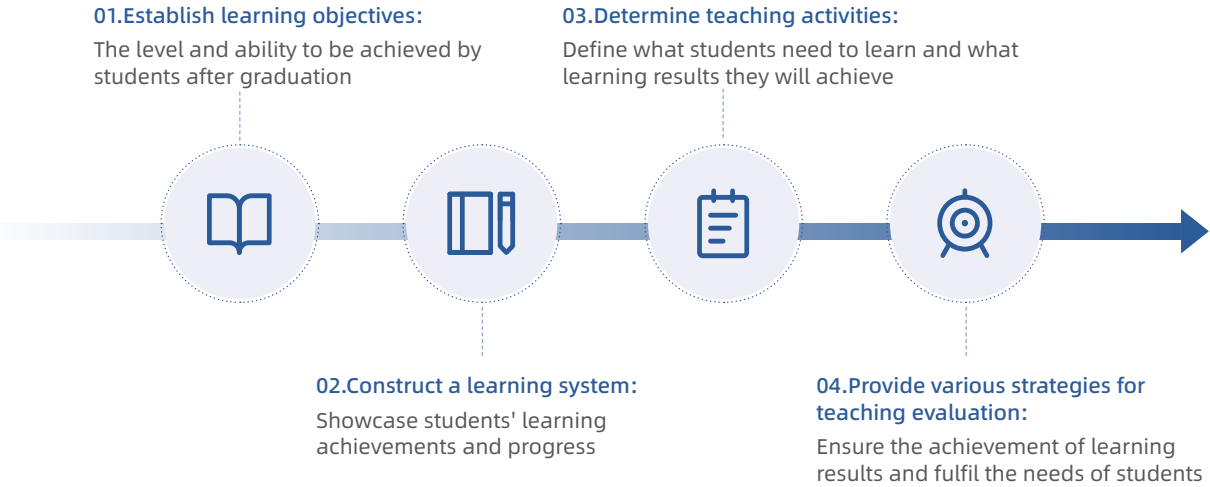 01.Establish learning objectives:
The level and ability to be achieved by
students after graduation
02.Construct a learning system:
Showcase students' learning
achievements and progress
03.Determine teaching activities:
Define what students need to learn and what
learning results they will achieve
04.Provide various strategies for
teaching evaluation:
Ensure the achievement of learning
results and fulfil the needs of students